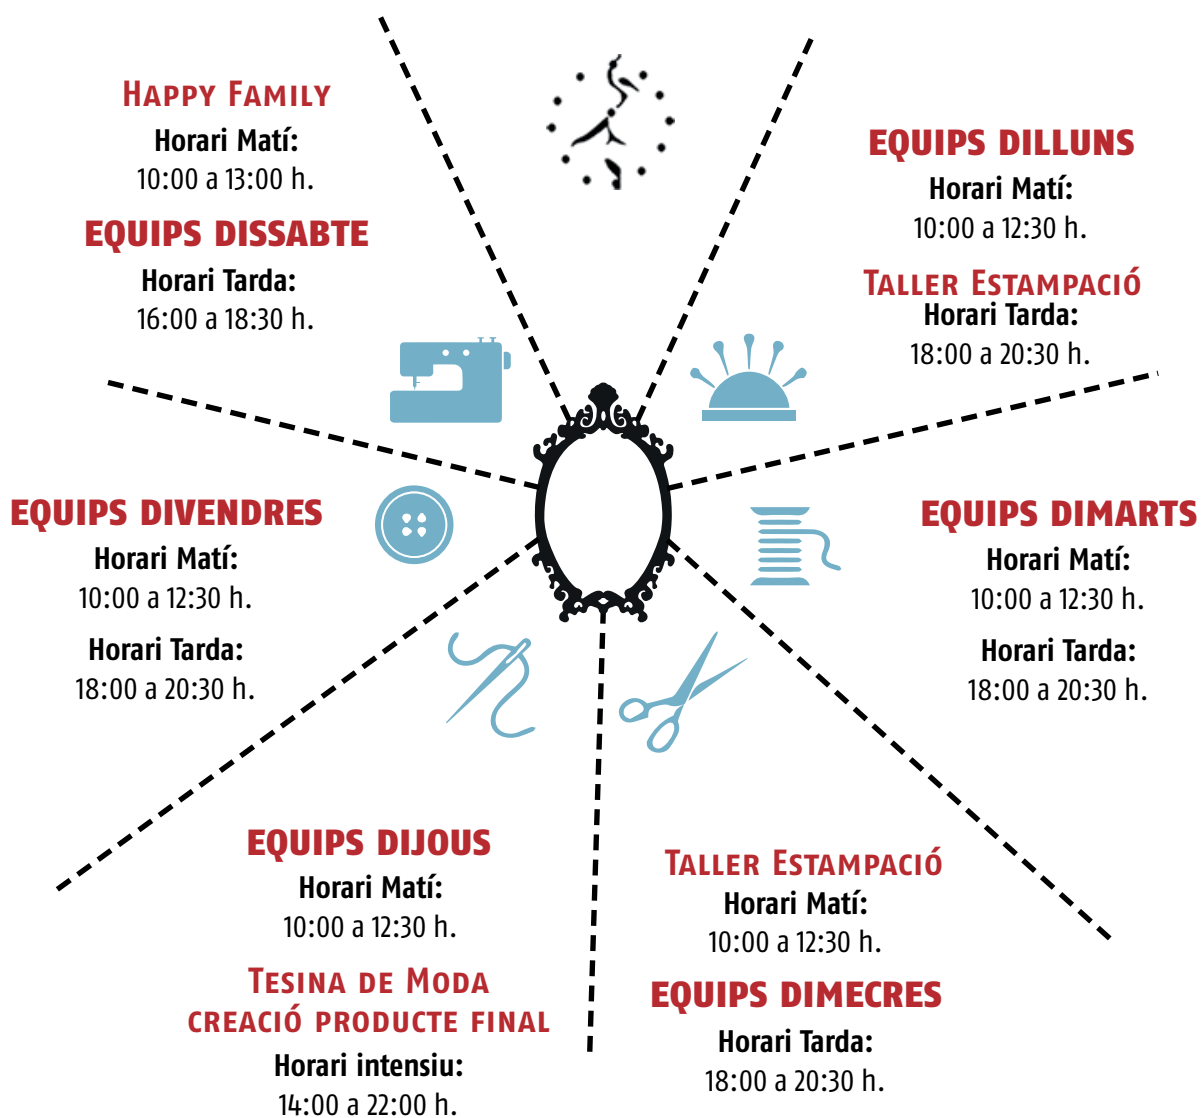 Happy Family
Horari Matí:
10:00 a 13:00 h.
EQUIPS DISSABTE
Horari Tarda:
16:00 a 18:30 h.
EQUIPS DILLUNS
Horari Matí:
10:00 a 12:30 h.
Taller Estampació
Horari Tarda:
18:00 a 20:30 h.
EQUIPS DIVENDRES
Horari Matí:
10:00 a 12:30 h.
Horari Tarda:
18:00 a 20:30 h.
EQUIPS DIMARTS
Horari Matí:
10:00 a 12:30 h.
Horari Tarda:
18:00 a 20:30 h.
EQUIPS DIJOUS
Horari Matí:
10:00 a 12:30 h.
Tesina de Moda
creació producte final
Horari intensiu:
14:00 a 22:00 h.
Taller Estampació
Horari Matí:
10:00 a 12:30 h.
EQUIPS DIMECRES
Horari Tarda:
18:00 a 20:30 h.